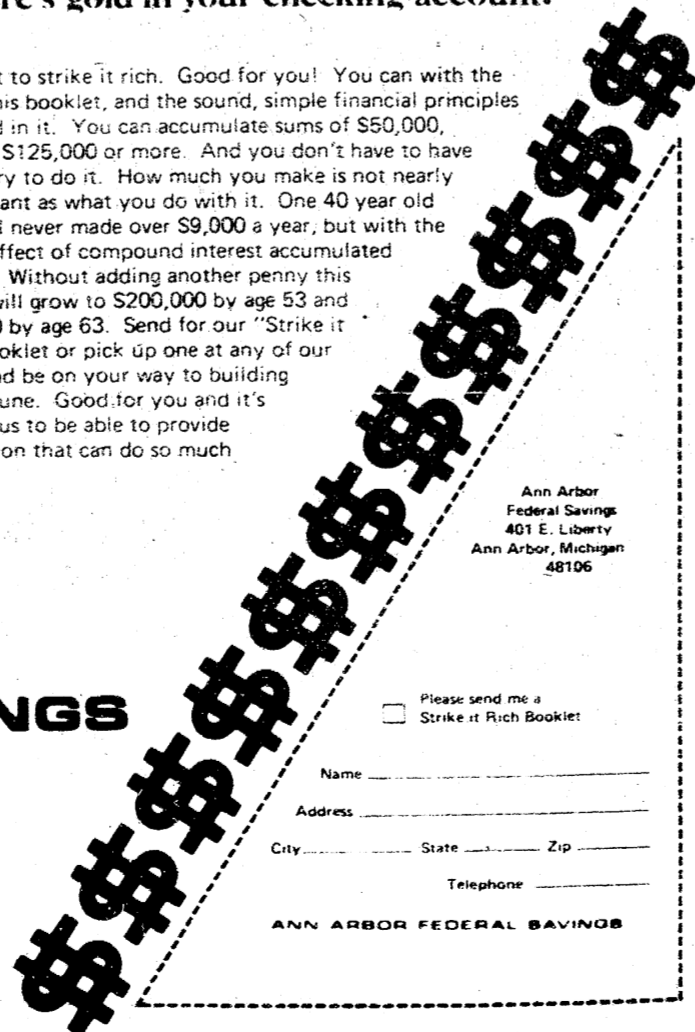 gold in your checking account.
t to strike it rich. Good for you! You can with the
his booklet, and the sound, simple financial principles
d in it. You can accumulate sums of $50,000,
$125,000 or more. And you don't have to have
ry to do it. How much you make is not nearly
ant as what you do with it. One 40 year old
never made over $9,000 a year, but with the
ffect of compound interest accumulated
Without adding another penny this
will grow to $200,000 by age 53 and
0 by age 63. Send for our "Strike it
oklet or pick up one at any of our
nd be on your way to building
une. Good for you and it's
us to be able to provide
on that can do so much
$$$$$$$$$$$
Ann Arbor
Federal Savings
401 E. Liberty
Ann Arbor, Michigan
48106
NGS
Please send me a
Strike it Rich Booklet
Name
Address
City State Zip
Telephone
ANN ARBOR FEDERAL SAVINGS